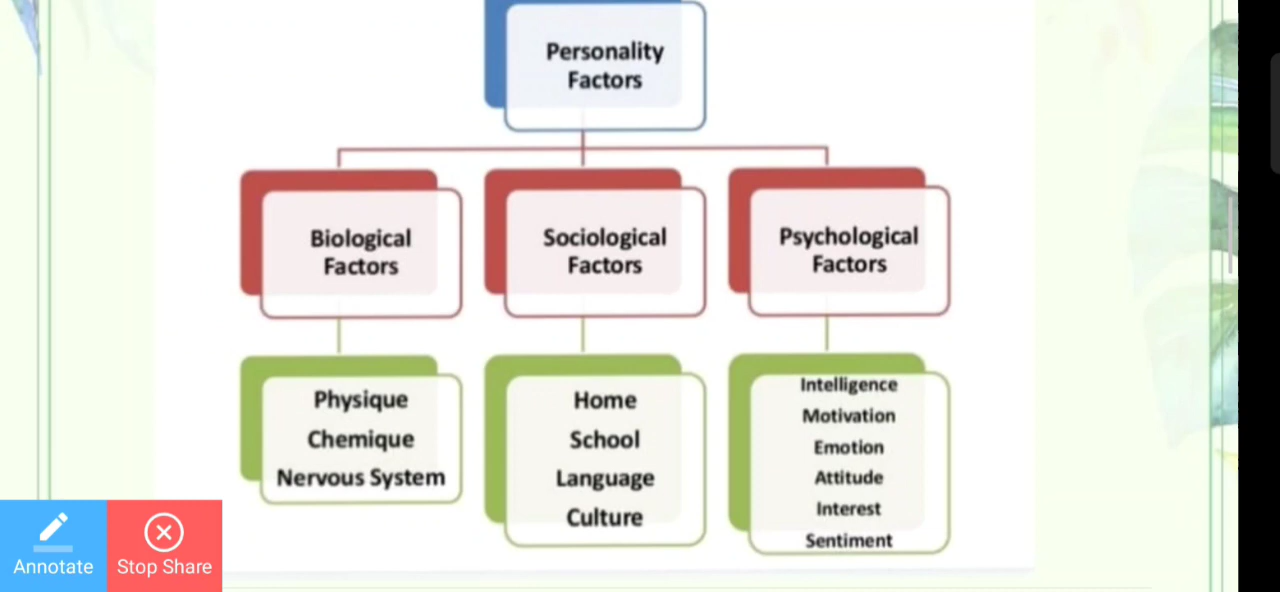 Personality
Factors
Biological
Factors
Sociological
Factors
Psychological
Factors
Physique
Chemique
Nervous System
Home
School
Language
Culture
Intelligence
Motivation
Emotion
Attitude
Interest
Sentiment
Annotate
Stop Share